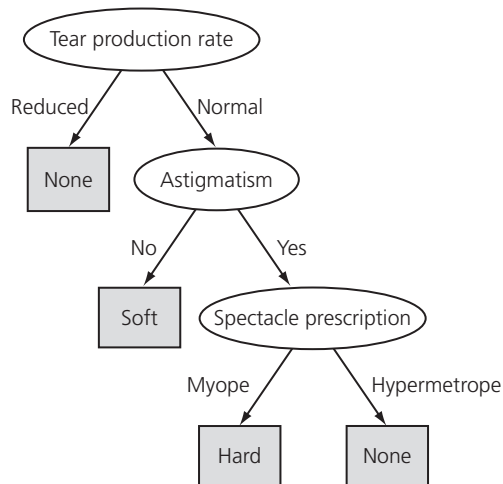 Tear production rate
Reduced
Normal
None
Astigmatism
No
Yes
Soft
Spectacle prescription
Myope
Hypermetrope
Hard
None